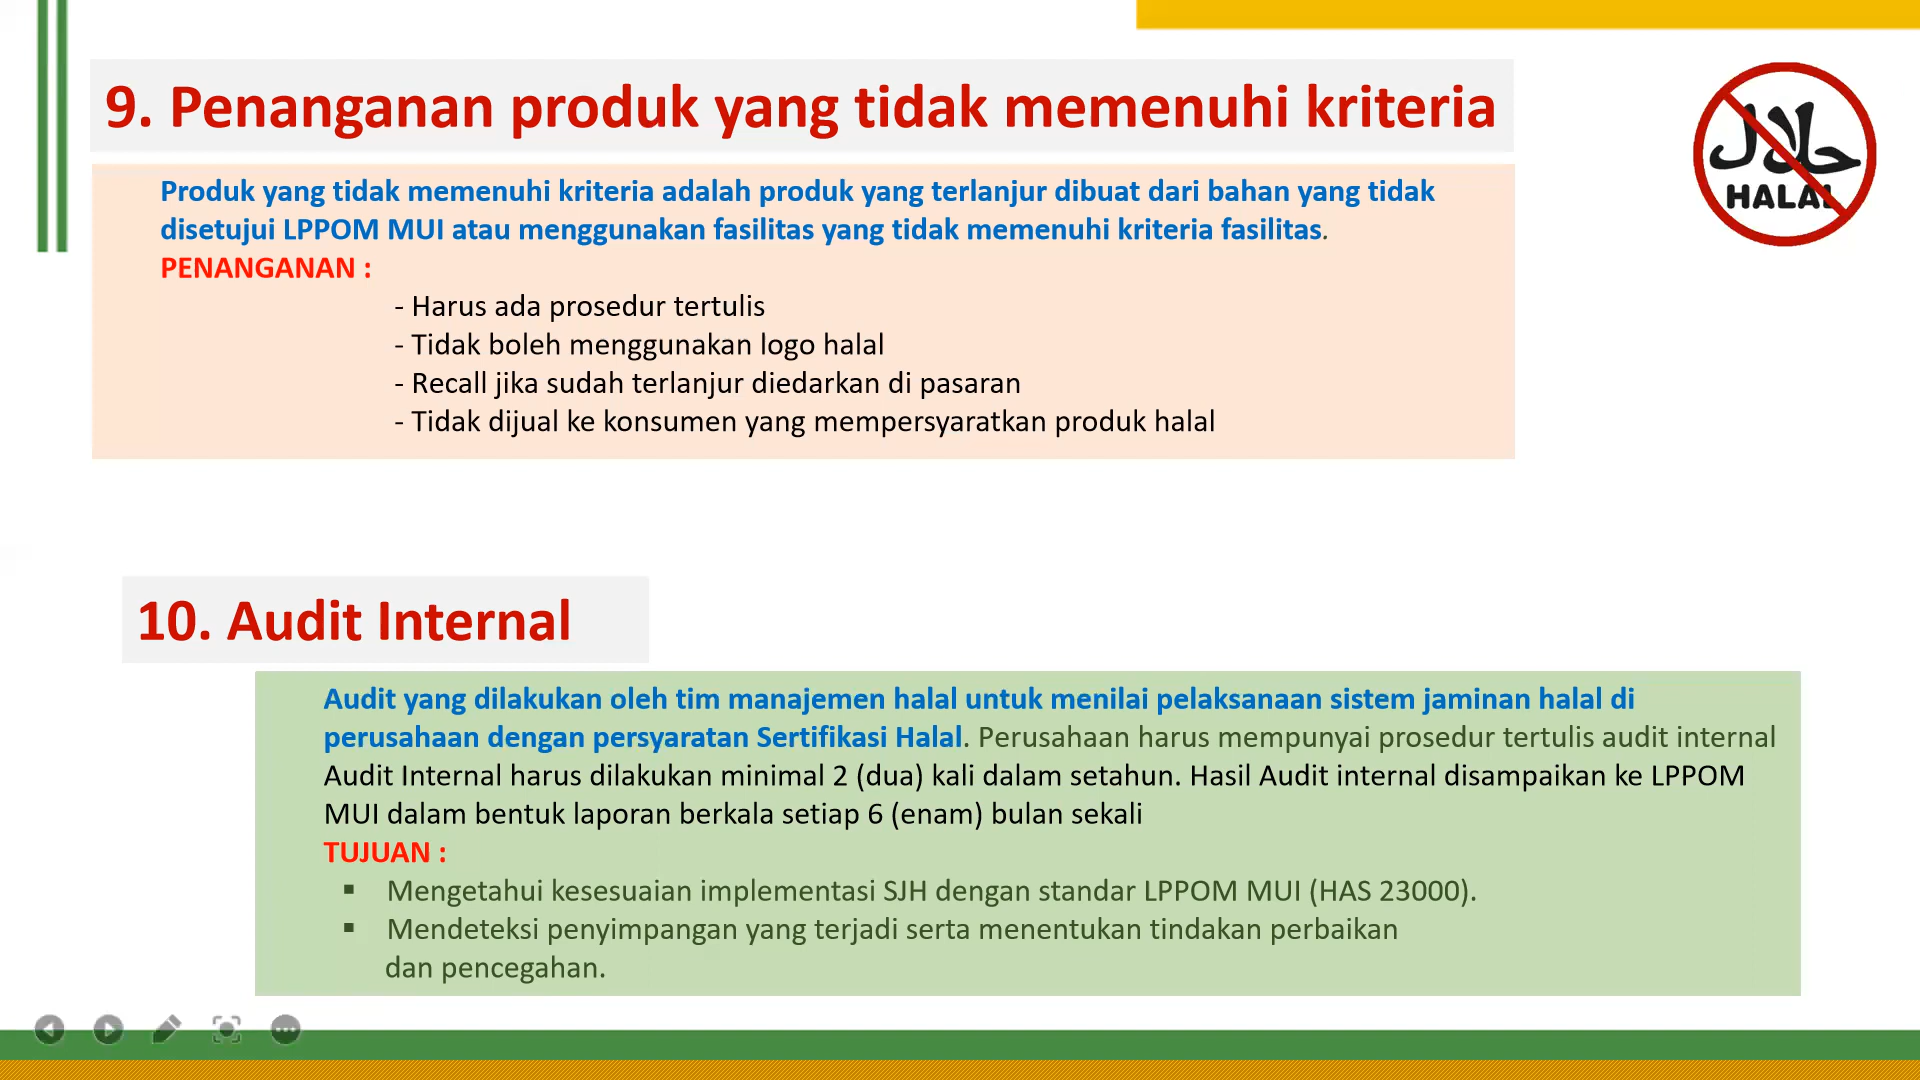 9. Penanganan produk yang tidak memenuhi kriteria
حلال
HALAL
Produk yang tidak memenuhi kriteria adalah produk yang terlanjur dibuat dari bahan yang tidak
disetujui LPPOM MUI atau menggunakan fasilitas yang tidak memenuhi kriteria fasilitas.
PENANGANAN :
- Harus ada prosedur tertulis
- Tidak boleh menggunakan logo halal
- Recall jika sudah terlanjur diedarkan di pasaran
- Tidak dijual ke konsumen yang mempersyaratkan produk halal
10. Audit Internal
Audit yang dilakukan oleh tim manajemen halal untuk menilai pelaksanaan sistem jaminan halal di
perusahaan dengan persyaratan Sertifikasi Halal. Perusahaan harus mempunyai prosedur tertulis audit internal
Audit Internal harus dilakukan minimal 2 (dua) kali dalam setahun. Hasil Audit internal disampaikan ke LPPOM
MUI dalam bentuk laporan berkala setiap 6 (enam) bulan sekali
TUJUAN :
▪ Mengetahui kesesuaian implementasi SJH dengan standar LPPOM MUI (HAS 23000).
▪ Mendeteksi penyimpangan yang terjadi serta menentukan tindakan perbaikan
dan pencegahan.